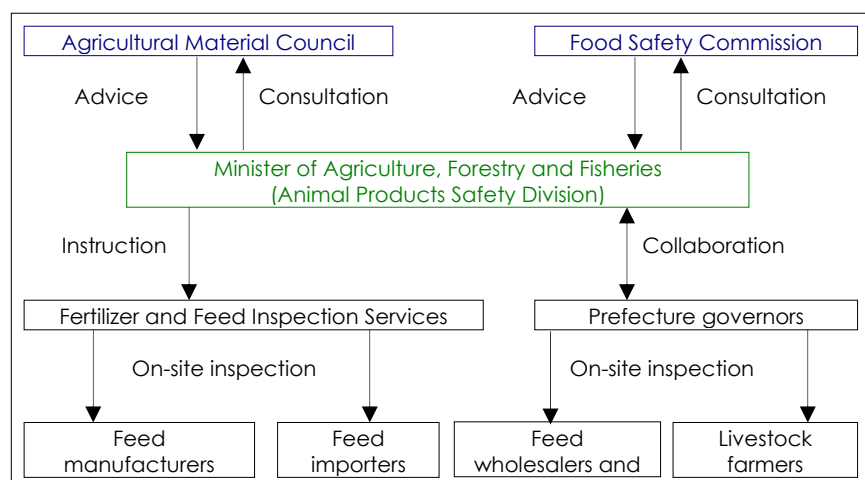 Agricultural Material Council
Food Safety Commission
Advice
Consultation
Advice
Consultation
Minister of Agriculture, Forestry and Fisheries
(Animal Products Safety Division)
Instruction
Collaboration
Fertilizer and Feed Inspection Services
Prefecture governors
On-site inspection
On-site inspection
Feed
manufacturers
Feed
importers
Feed
wholesalers and
Livestock
farmers